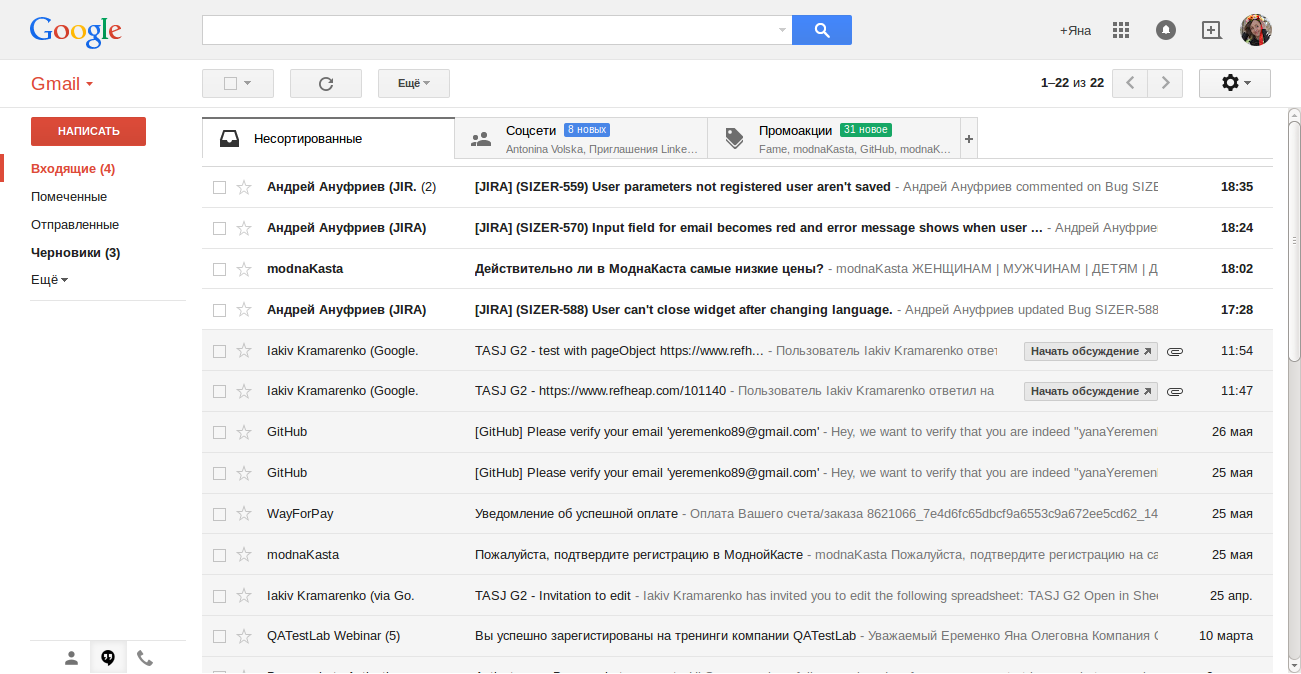 Google
+Яна
Gmail
Ещё
1–22 из 22
НАПИСАТЬ
Входящие (4)
Помеченные
Отправленные
Черновики (3)
Ещё
Несортированные
Соцсети 8 новых
Antonina Volska, Приглашения Linke…
Промоакции 31 новое
Fame, modnaKasta, GitHub, modnaK…
+
Андрей Ануфриев (JIR. (2) [JIRA] (SIZER-559) User parameters not registered user aren't saved - Андрей Ануфриев commented on Bug SIZE 18:35
Андрей Ануфриев (JIRA) [JIRA] (SIZER-570) Input field for email becomes red and error message shows when user ... - Андрей Ануфрие 18:24
modnaKasta Действительно ли в МоднаКаста самые низкие цены? - modnaKasta ЖЕНЩИНАМ | МУЖЧИНАМ | ДЕТЯМ | Д 18:02
Андрей Ануфриев (JIRA) [JIRA] (SIZER-588) User can't close widget after changing language. - Андрей Ануфриев updated Bug SIZER-588 17:28
Iakiv Kramarenko (Google. TASJ G2 - test with pageObject https://www.refh... - Пользователь Iakiv Kramarenko ответ Начать обсуждение 11:54
Iakiv Kramarenko (Google. TASJ G2 - https://www.refheap.com/101140 - Пользователь Iakiv Kramarenko ответил на Начать обсуждение 11:47
GitHub [GitHub] Please verify your email 'yeremenko89@gmail.com' - Hey, we want to verify that you are indeed "yanaYeremen 26 мая
GitHub [GitHub] Please verify your email 'yeremenko89@gmail.com' - Hey, we want to verify that you are indeed "yanaYeremen 25 мая
WayForPay Уведомление об успешной оплате - Оплата Вашего счета/заказа 8621066_7e4d6fc65dbcf9a6553c9a672ee5cd62_14 25 мая
modnaKasta Пожалуйста, подтвердите регистрацию в МоднойКасте - modnaKasta Пожалуйста, подтвердите регистрацию на са 25 мая
Iakiv Kramarenko (via Go. TASJ G2 - Invitation to edit - Iakiv Kramarenko has invited you to edit the following spreadsheet: TASJ G2 Open in Shee 25 апр.
QATestLab Webinar (5) Вы успешно зарегистированы на тренинги компании QATestLab - Уважаемый Еременко Яна Олеговна Компания 10 марта